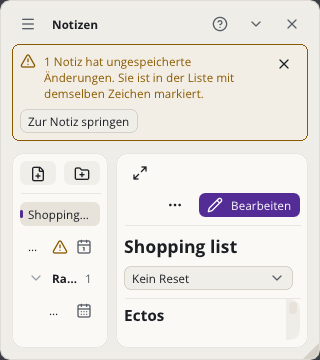 Notizen
1 Notiz hat ungespeicherte
Änderungen. Sie ist in der Liste mit
demselben Zeichen markiert.
Zur Notiz springen
Shopping...
...
Ra... 1
...
Bearbeiten
Shopping list
Kein Reset
Ectos